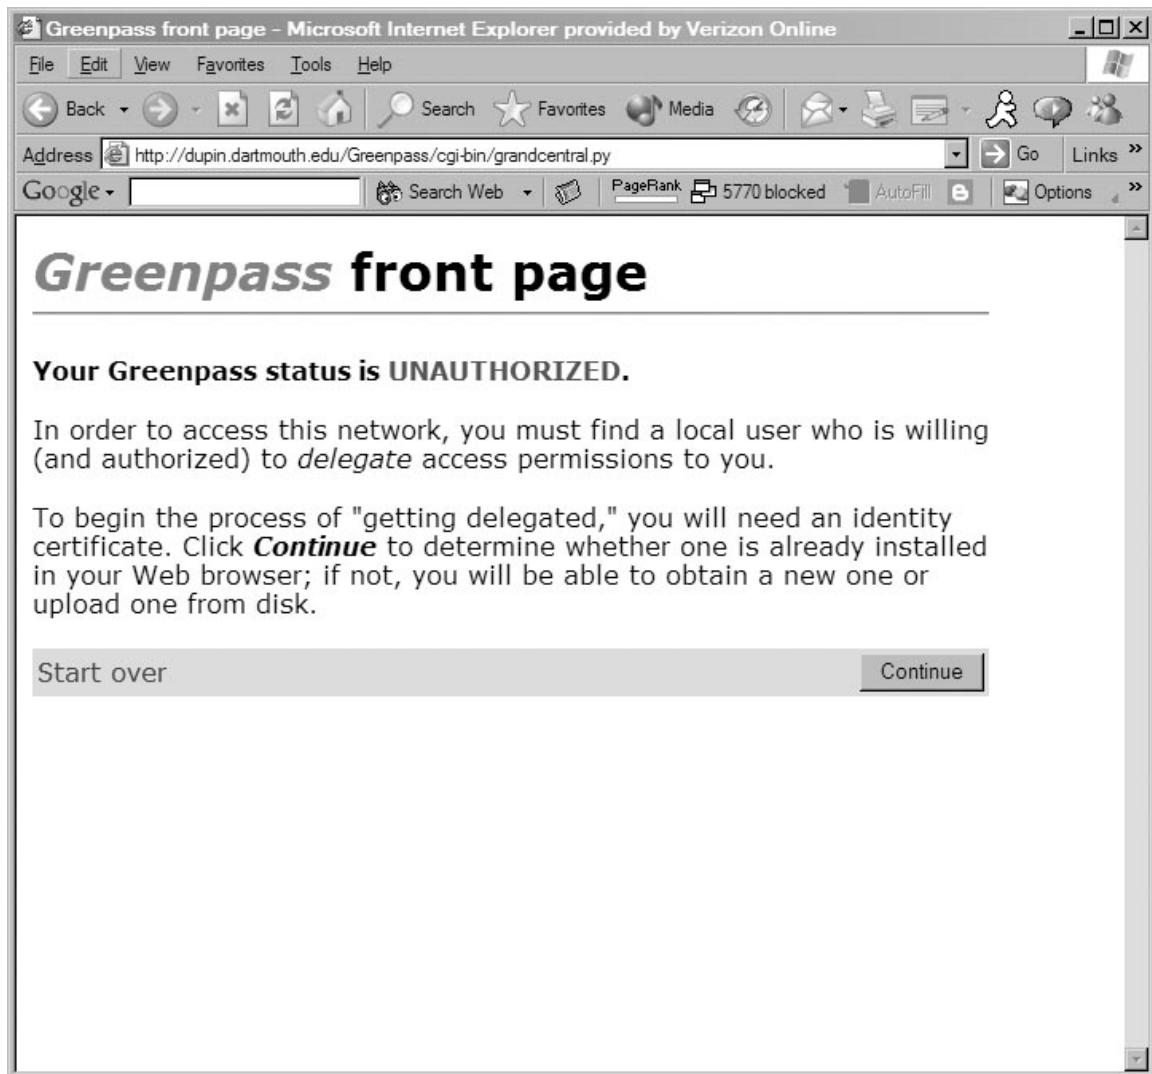 Greenpass front page - Microsoft Internet Explorer provided by Verizon Online
File Edit View Favorites Tools Help
Back Search Favorites Media
Address http://dupin.dartmouth.edu/Greenpass/cgi-bin/grandcentral.py Go Links »
Google Search Web PageRank 5770 blocked AutoFill Options »
Greenpass front page
Your Greenpass status is UNAUTHORIZED.
In order to access this network, you must find a local user who is willing
(and authorized) to delegate access permissions to you.
To begin the process of "getting delegated," you will need an identity
certificate. Click Continue to determine whether one is already installed
in your Web browser; if not, you will be able to obtain a new one or
upload one from disk.
Start over Continue